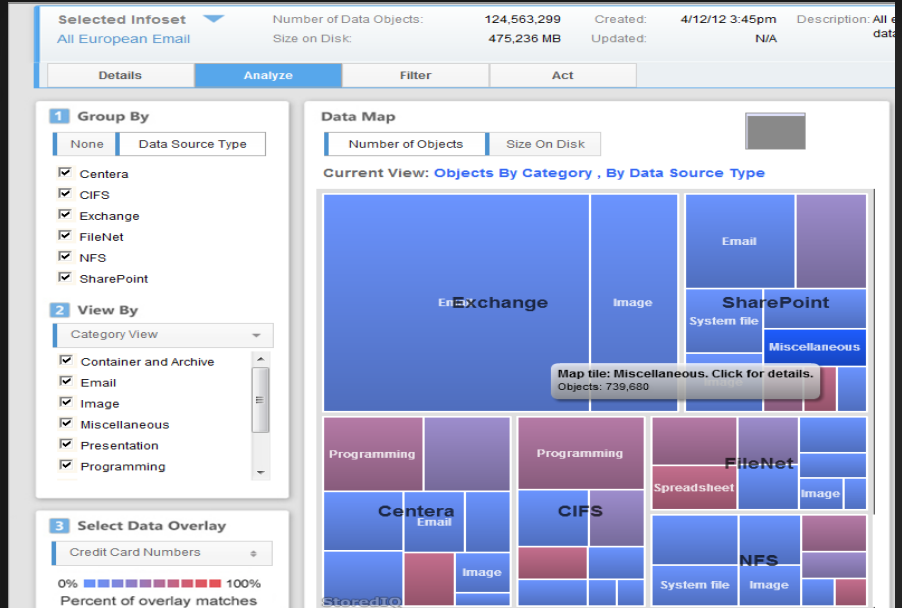 Selected Infoset
All European Email
Number of Data Objects: 124,563,299
Size on Disk: 475,236 MB
Created: 4/12/12 3:45pm
Updated: N/A
Description: All
data
Details
Analyze
Filter
Act
1 Group By
None
Data Source Type
Centera
CIFS
Exchange
FileNet
NFS
SharePoint
2 View By
Category View
Container and Archive
Email
Image
Miscellaneous
Presentation
Programming
3 Select Data Overlay
Credit Card Numbers
0% 100%
Percent of overlay matches
Data Map
Number of Objects
Size On Disk
Current View: Objects By Category , By Data Source Type
Email
Exchange
Image
Email
SharePoint
System file
Miscellaneous
Map tile: Miscellaneous. Click for details.
Objects: 739,680
Image
Programming
Centera
Email
Image
Programming
CIFS
FileNet
Spreadsheet
Image
NFS
System file
Image
StoredIQ